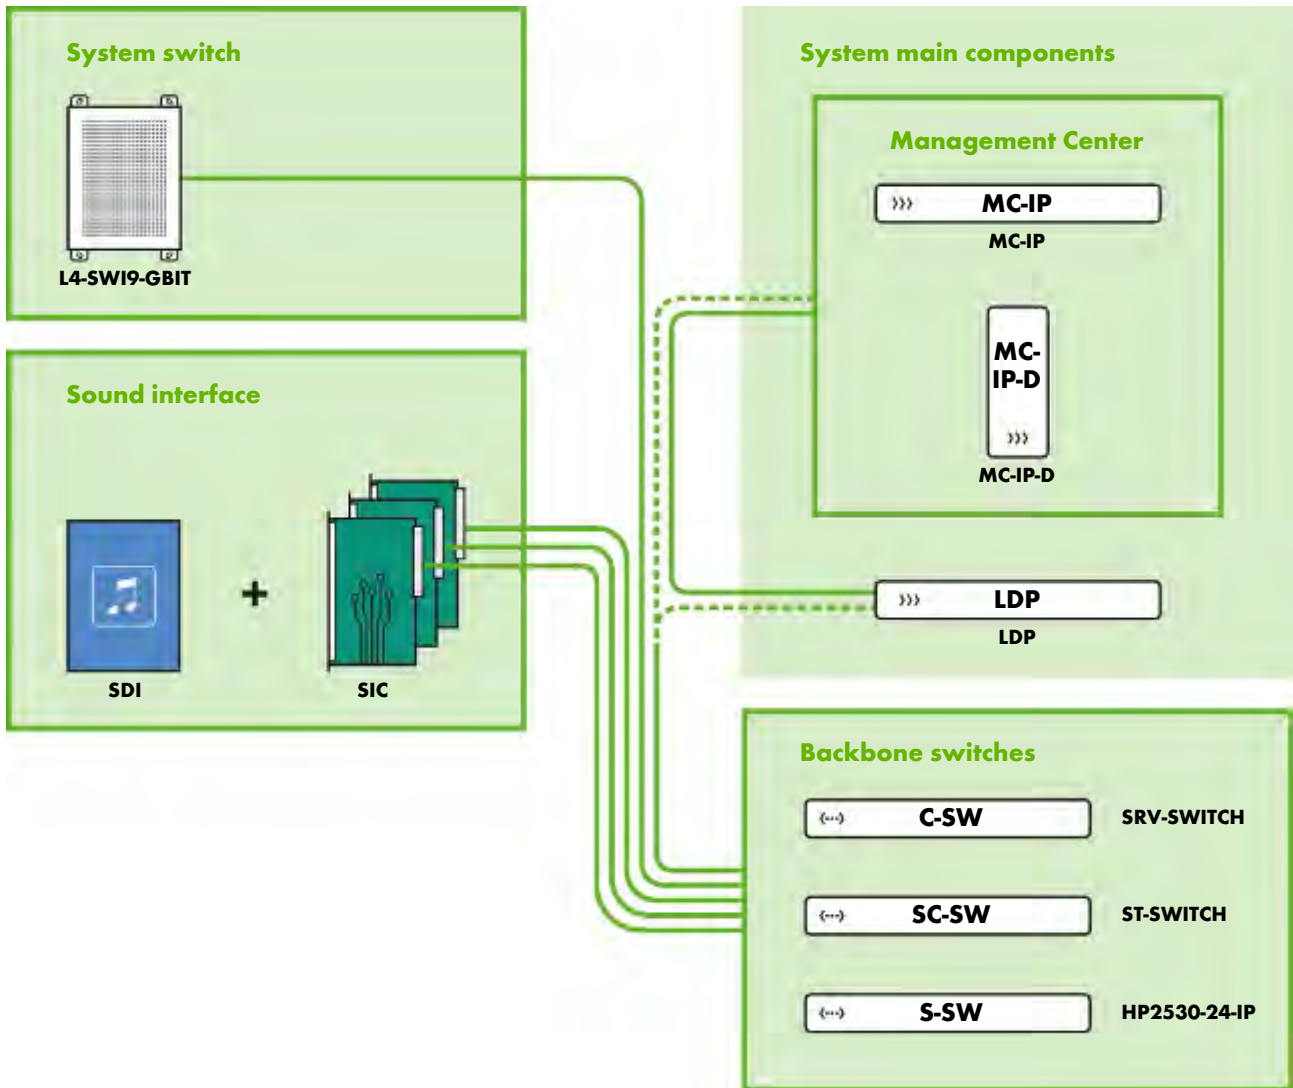 System switch
L4-SWI9-GBIT
Sound interface
+
SDI
SIC
System main components
Management Center
MC-IP
MC-IP
MC-
IP-D
MC-IP-D
LDP
LDP
Backbone switches
C-SW
SRV-SWITCH
SC-SW
ST-SWITCH
S-SW
HP2530-24-IP